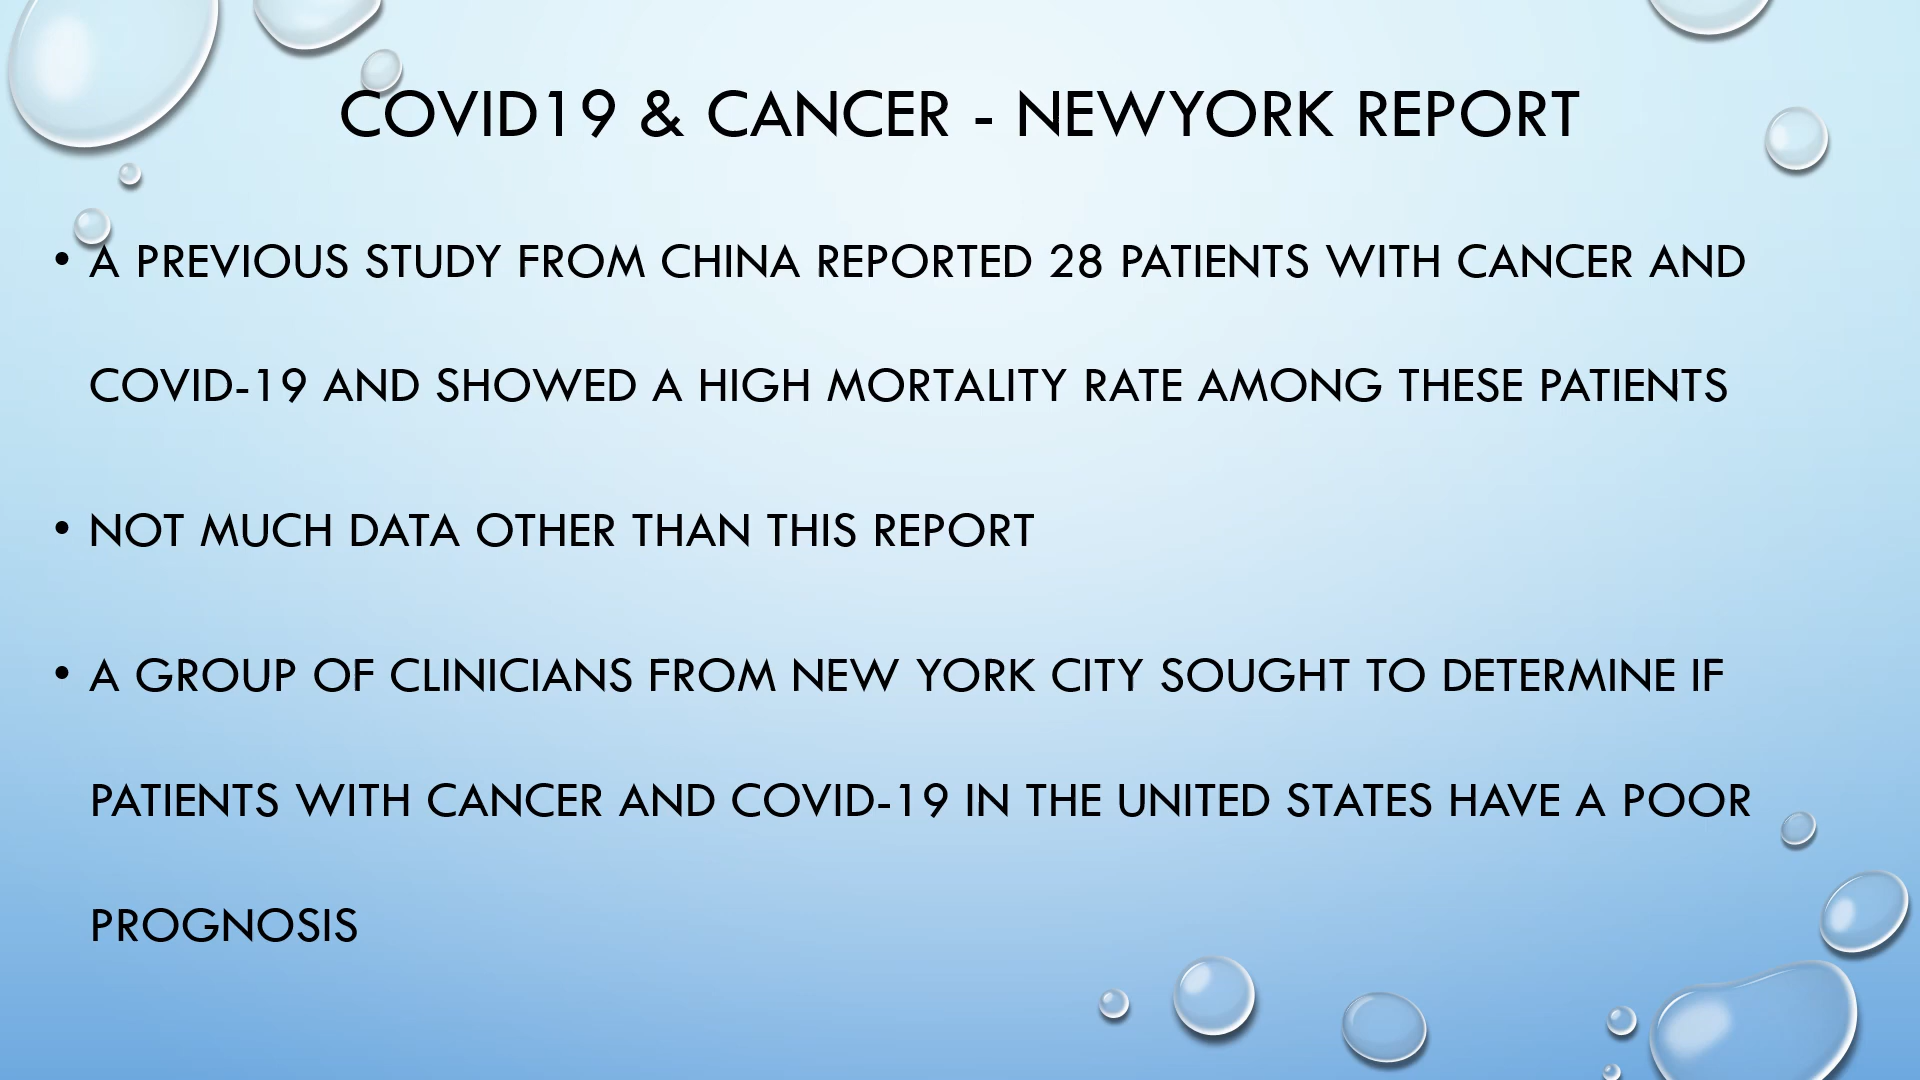 COVID19 & CANCER - NEWYORK REPORT
• A PREVIOUS STUDY FROM CHINA REPORTED 28 PATIENTS WITH CANCER AND
COVID-19 AND SHOWED A HIGH MORTALITY RATE AMONG THESE PATIENTS
• NOT MUCH DATA OTHER THAN THIS REPORT
• A GROUP OF CLINICIANS FROM NEW YORK CITY SOUGHT TO DETERMINE IF
PATIENTS WITH CANCER AND COVID-19 IN THE UNITED STATES HAVE A POOR
PROGNOSIS